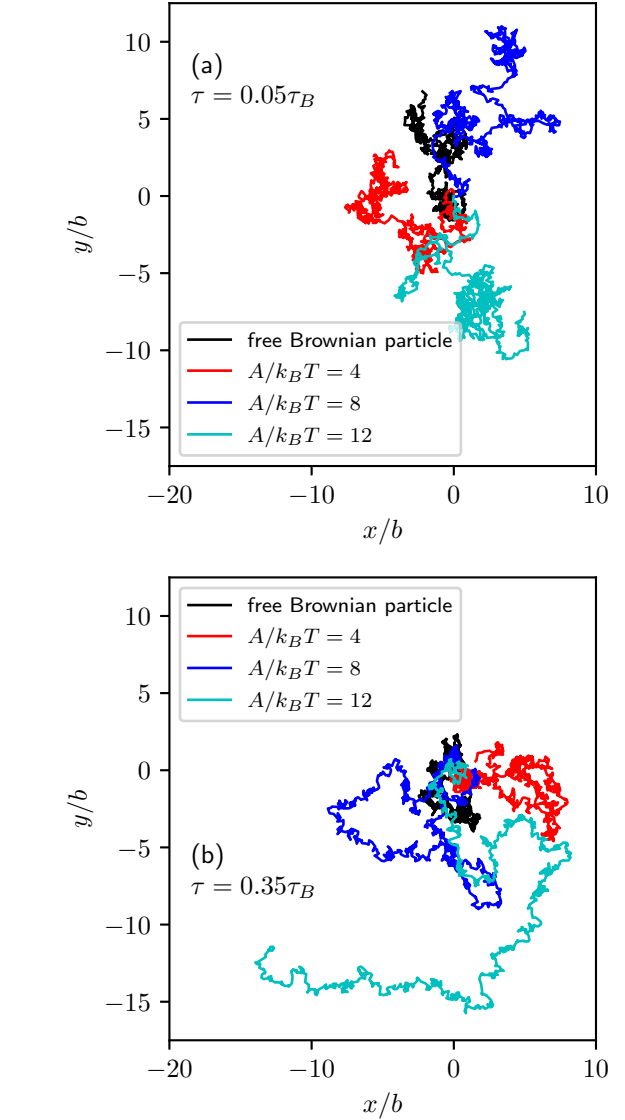 10
5
0
−5
−10
−15
y/b
(a)
τ = 0.05τ_B
free Brownian particle
A/k_BT = 4
A/k_BT = 8
A/k_BT = 12
−20 −10 0 10
x/b
10
5
0
−5
−10
−15
y/b
free Brownian particle
A/k_BT = 4
A/k_BT = 8
A/k_BT = 12
(b)
τ = 0.35τ_B
−20 −10 0 10
x/b